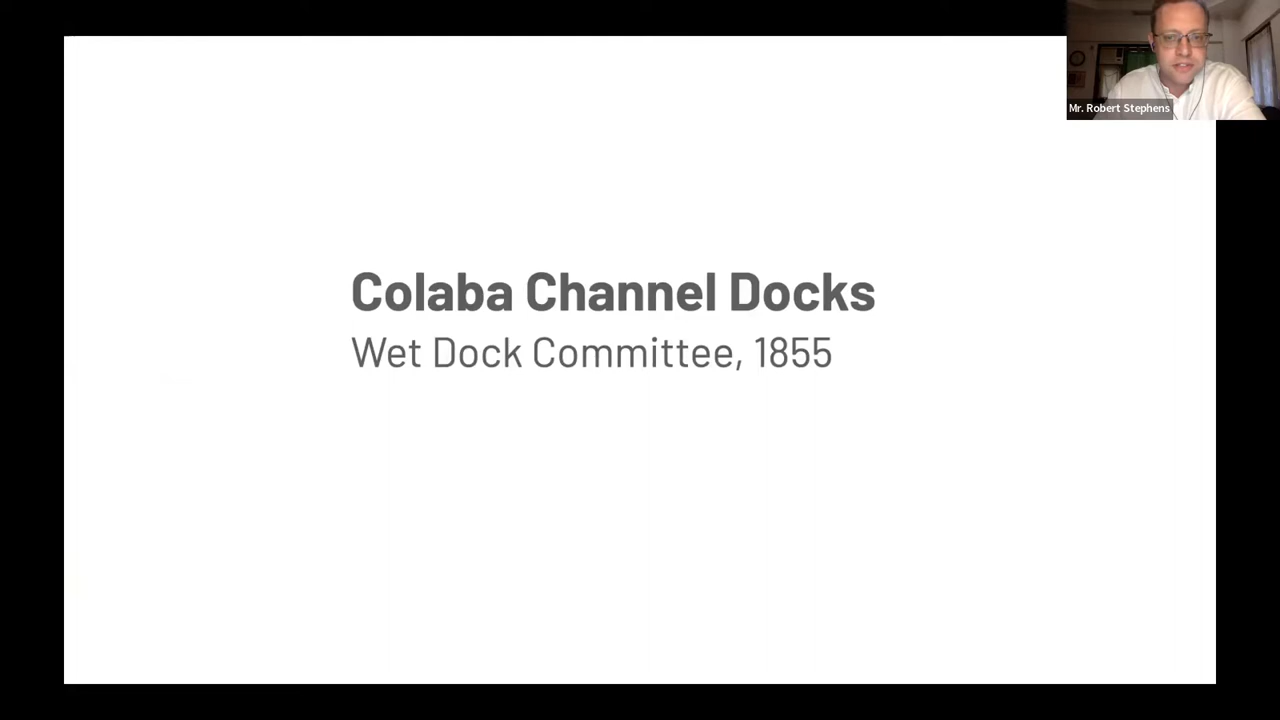 Mr. Robert Stephens
Colaba Channel Docks
Wet Dock Committee, 1855